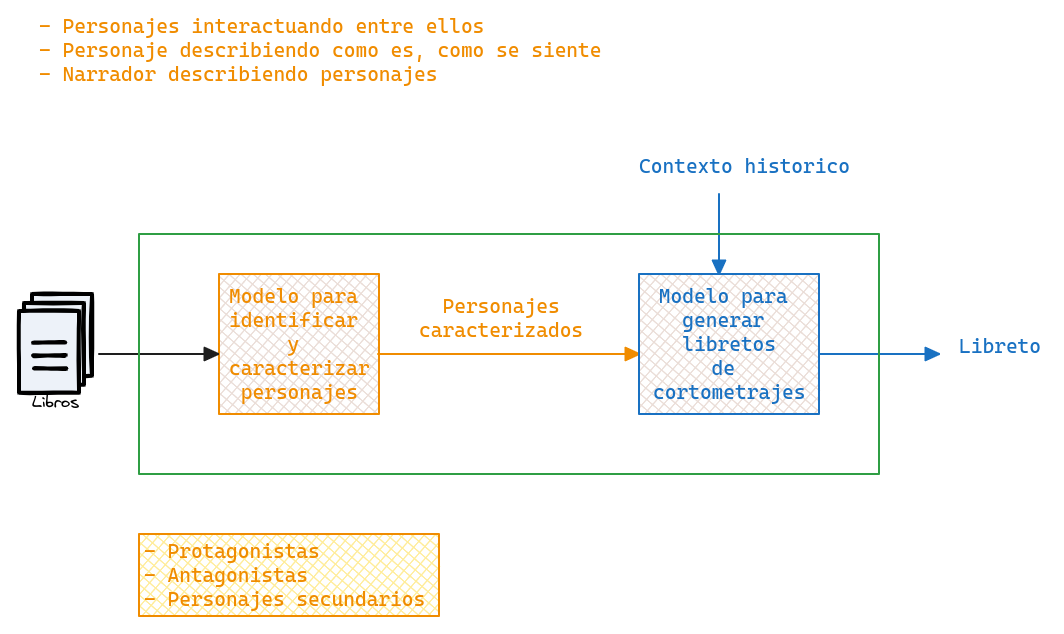 - Personajes interactuando entre ellos
- Personaje describiendo como es, como se siente
- Narrador describiendo personajes
Contexto historico
Modelo para
identificar
y
caracterizar
personajes
Personajes
caracterizados
Modelo para
generar
libretos
de
cortometrajes
Libreto
Libros
- Protagonistas
- Antagonistas
- Personajes secundarios